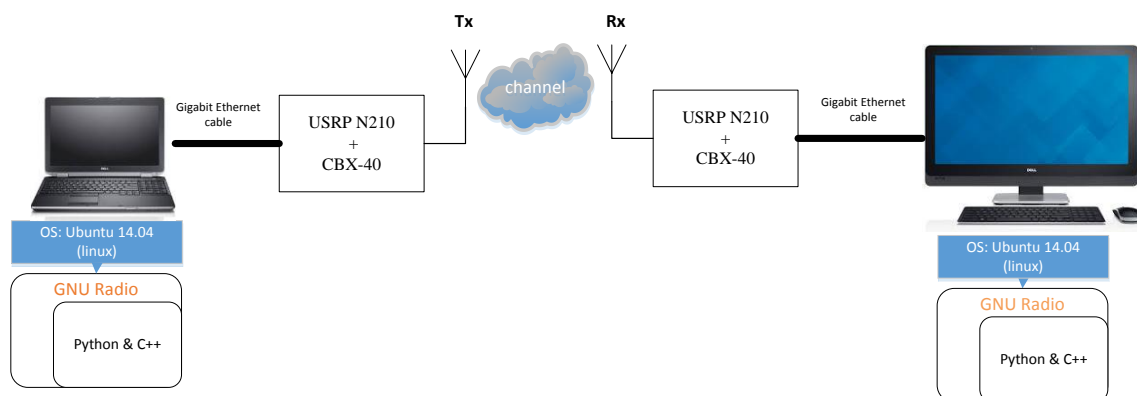 Tx
Rx
channel
Gigabit Ethernet
cable
USRP N210
+
CBX-40
USRP N210
+
CBX-40
Gigabit Ethernet
cable
OS: Ubuntu 14.04
(linux)
GNU Radio
Python & C++
DELL
OS: Ubuntu 14.04
(linux)
GNU Radio
Python & C++